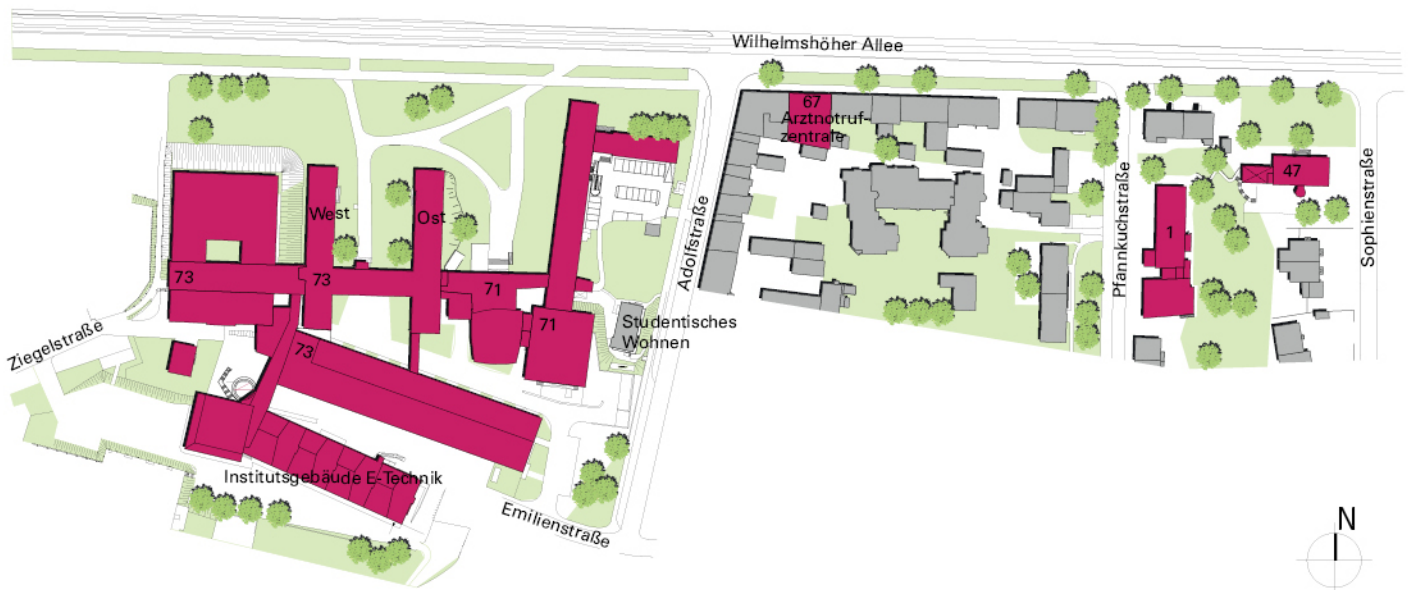 Wilhelmshöher Allee
67
Arztnotruf-
zentrale
47
Sophienstraße
1
Pfannkuchstraße
Adolfstraße
West
Ost
73
73
71
71
Studentisches
Wohnen
Ziegelstraße
73
Institutsgebäude E-Technik
Emilienstraße
N